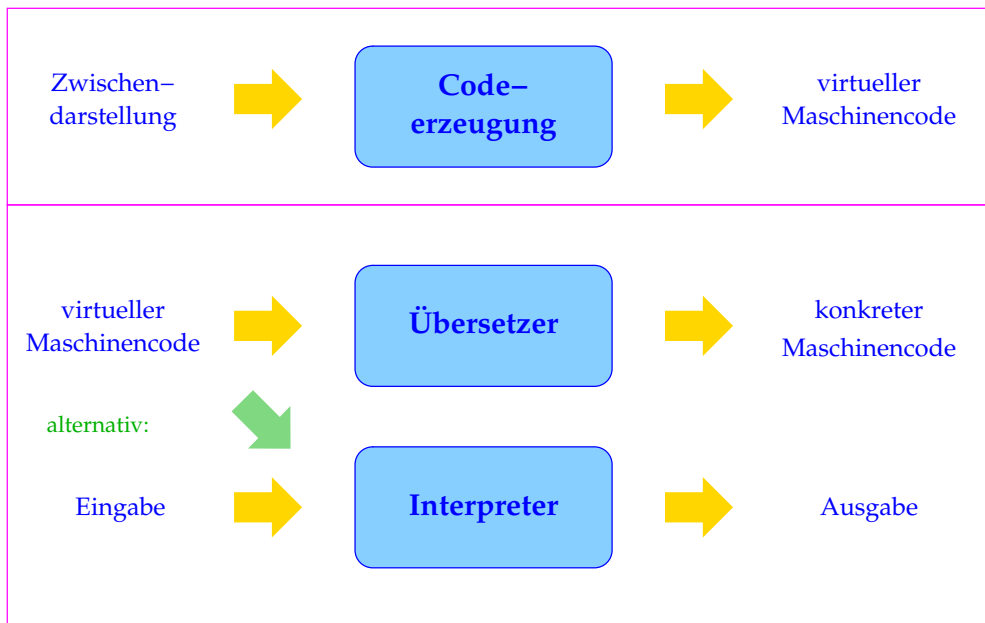 Zwischen–
darstellung
Code–
erzeugung
virtueller
Maschinencode
virtueller
Maschinencode
Übersetzer
konkreter
Maschinencode
alternativ:
Eingabe
Interpreter
Ausgabe